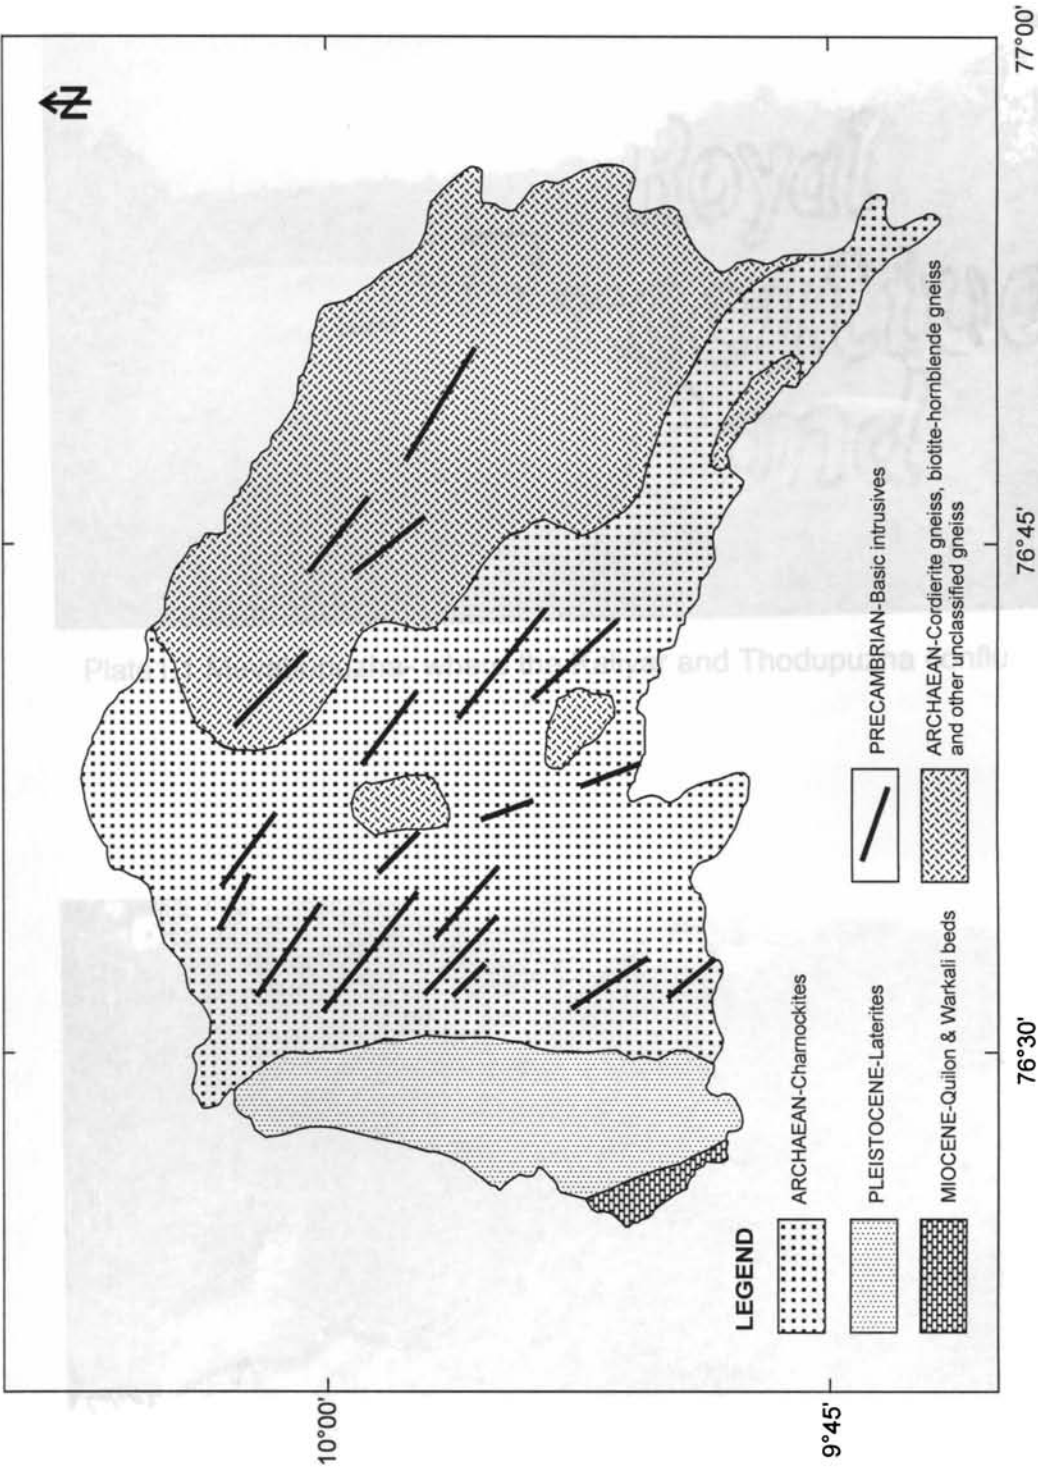 N
77°00'
76°45'
76°30'
10°00'
9°45'
LEGEND
ARCHAEAN-Charnockites
PLEISTOCENE-Laterites
MIOCENE-Quilon & Warkali beds
PRECAMBRIAN-Basic intrusives
ARCHAEAN-Cordierite gneiss, biotite-hornblende gneiss
and other unclassified gneiss
Plate and Thodupuzha